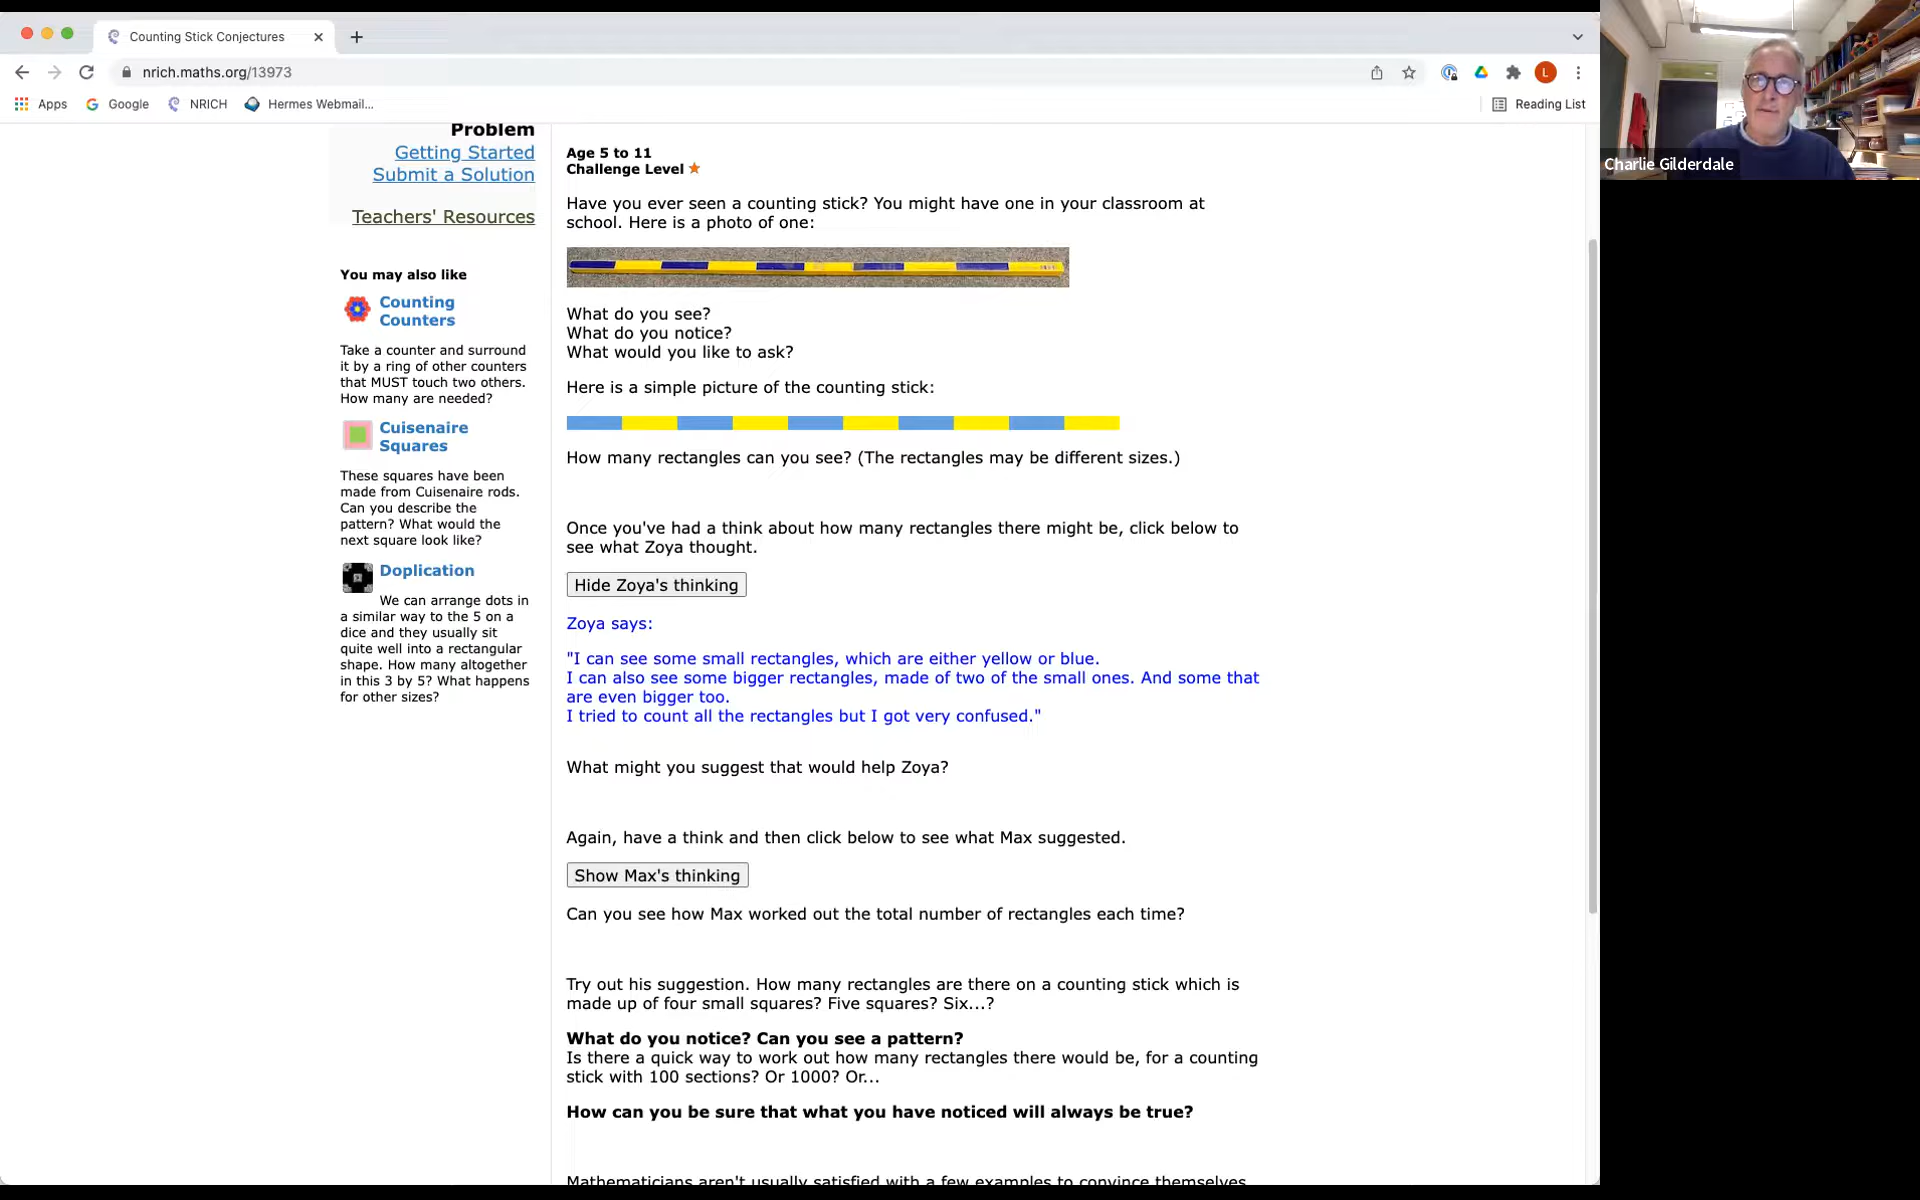 Counting Stick Conjectures
nrich.maths.org/13973
L
Apps
Google
NRICH
Hermes Webmail...
Reading List
Charlie Gilderdale
Problem
Getting Started
Submit a Solution
Teachers' Resources
You may also like
Counting
Counters
Take a counter and surround
it by a ring of other counters
that MUST touch two others.
How many are needed?
Cuisenaire
Squares
These squares have been
made from Cuisenaire rods.
Can you describe the
pattern? What would the
next square look like?
Doplication
We can arrange dots in
a similar way to the 5 on a
dice and they usually sit
quite well into a rectangular
shape. How many altogether
in this 3 by 5? What happens
for other sizes?
Age 5 to 11
Challenge Level
Have you ever seen a counting stick? You might have one in your classroom at
school. Here is a photo of one:
What do you see?
What do you notice?
What would you like to ask?
Here is a simple picture of the counting stick:
How many rectangles can you see? (The rectangles may be different sizes.)
Once you've had a think about how many rectangles there might be, click below to
see what Zoya thought.
Hide Zoya's thinking
Zoya says:
"I can see some small rectangles, which are either yellow or blue.
I can also see some bigger rectangles, made of two of the small ones. And some that
are even bigger too.
I tried to count all the rectangles but I got very confused."
What might you suggest that would help Zoya?
Again, have a think and then click below to see what Max suggested.
Show Max's thinking
Can you see how Max worked out the total number of rectangles each time?
Try out his suggestion. How many rectangles are there on a counting stick which is
made up of four small squares? Five squares? Six...?
What do you notice? Can you see a pattern?
Is there a quick way to work out how many rectangles there would be, for a counting
stick with 100 sections? Or 1000? Or...
How can you be sure that what you have noticed will always be true?
Mathematicians aren't usually satisfied with a few examples to convince themselves